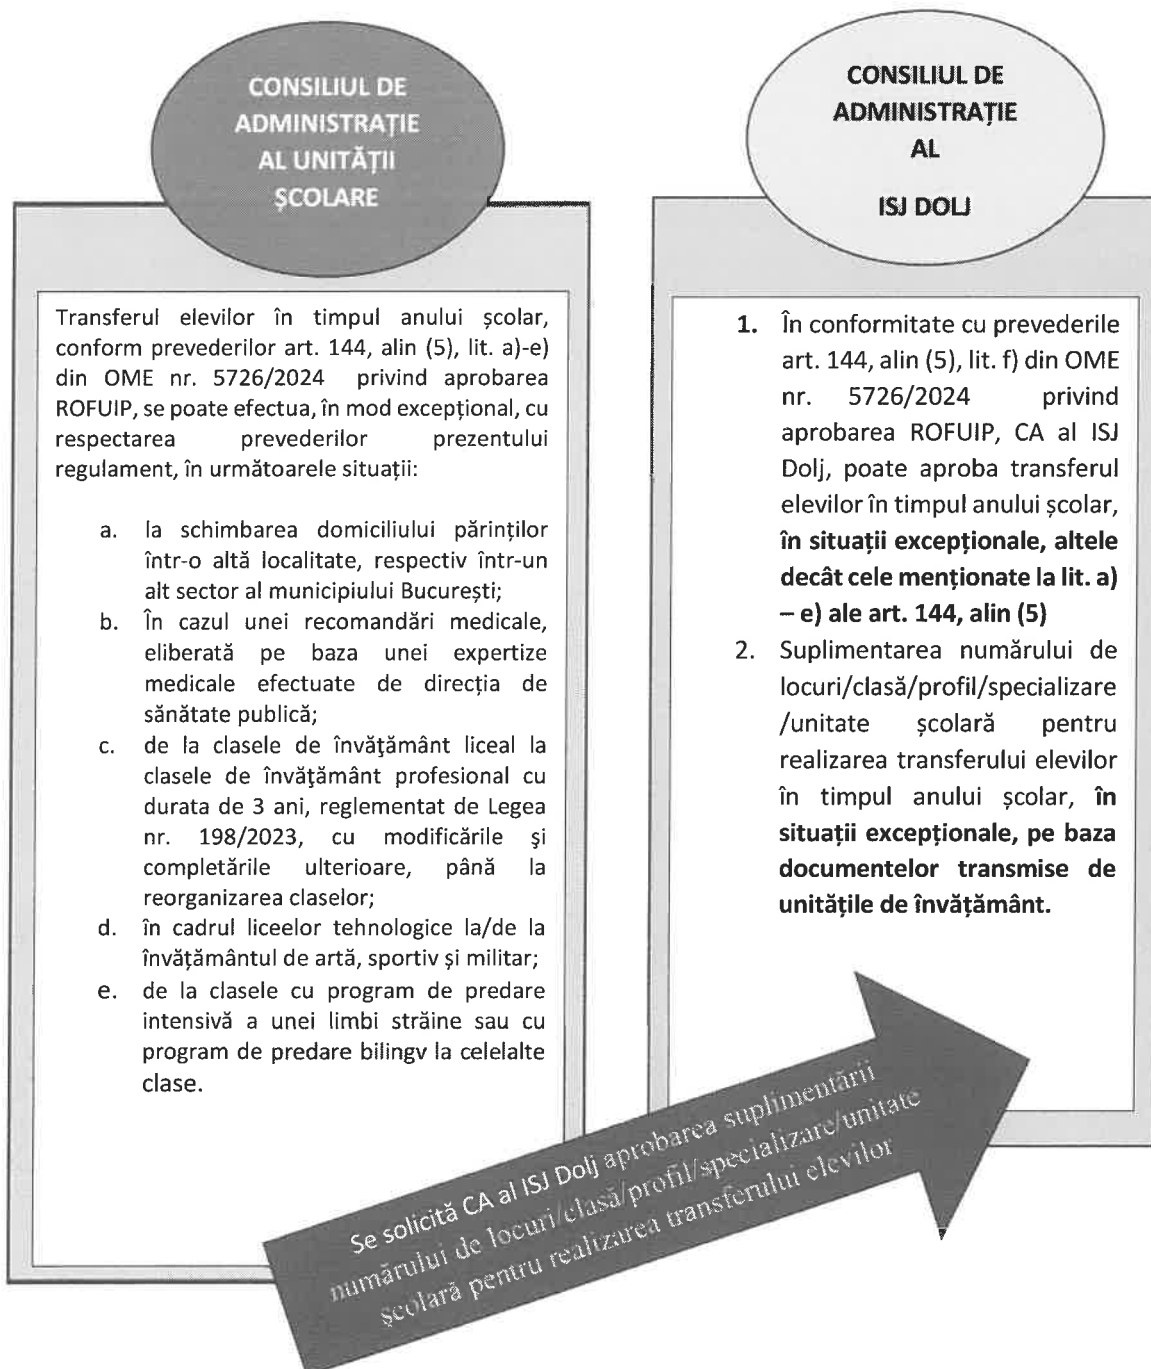 CONSILIUL DE
ADMINISTRAȚIE
AL UNITĂȚII
ȘCOLARE
Transferul elevilor în timpul anului școlar,
conform prevederilor art. 144, alin (5), lit. a)-e)
din OME nr. 5726/2024 privind aprobarea
ROFUIP, se poate efectua, în mod excepțional, cu
respectarea prevederilor prezentului
regulament, în următoarele situații:
a. la schimbarea domiciliului părinților
într-o altă localitate, respectiv într-un
alt sector al municipiului București;
b. În cazul unei recomandări medicale,
eliberată pe baza unei expertize
medicale efectuate de direcția de
sănătate publică;
c. de la clasele de învățământ liceal la
clasele de învățământ profesional cu
durata de 3 ani, reglementat de Legea
nr. 198/2023, cu modificările și
completările ulterioare, până la
reorganizarea claselor;
d. în cadrul liceelor tehnologice la/de la
învățământul de artă, sportiv și militar;
e. de la clasele cu program de predare
intensivă a unei limbi străine sau cu
program de predare bilingv la celelalte
clase.
CONSILIUL DE
ADMINISTRAȚIE
AL
ISJ DOLJ
1. În conformitate cu prevederile
art. 144, alin (5), lit. f) din OME
nr. 5726/2024 privind
aprobarea ROFUIP, CA al ISJ
Dolj, poate aproba transferul
elevilor în timpul anului școlar,
în situații excepționale, altele
decât cele menționate la lit. a)
– e) ale art. 144, alin (5)
2. Suplimentarea numărului de
locuri/clasă/profil/specializare
/unitate școlară pentru
realizarea transferului elevilor
în timpul anului școlar, în
situații excepționale, pe baza
documentelor transmise de
unitățile de învățământ.
Se solicită CA al ISJ Dolj aprobarea suplimentării
numărului de locuri/clasă/profil/specializare/unitate
școlară pentru realizarea transferului elevilor